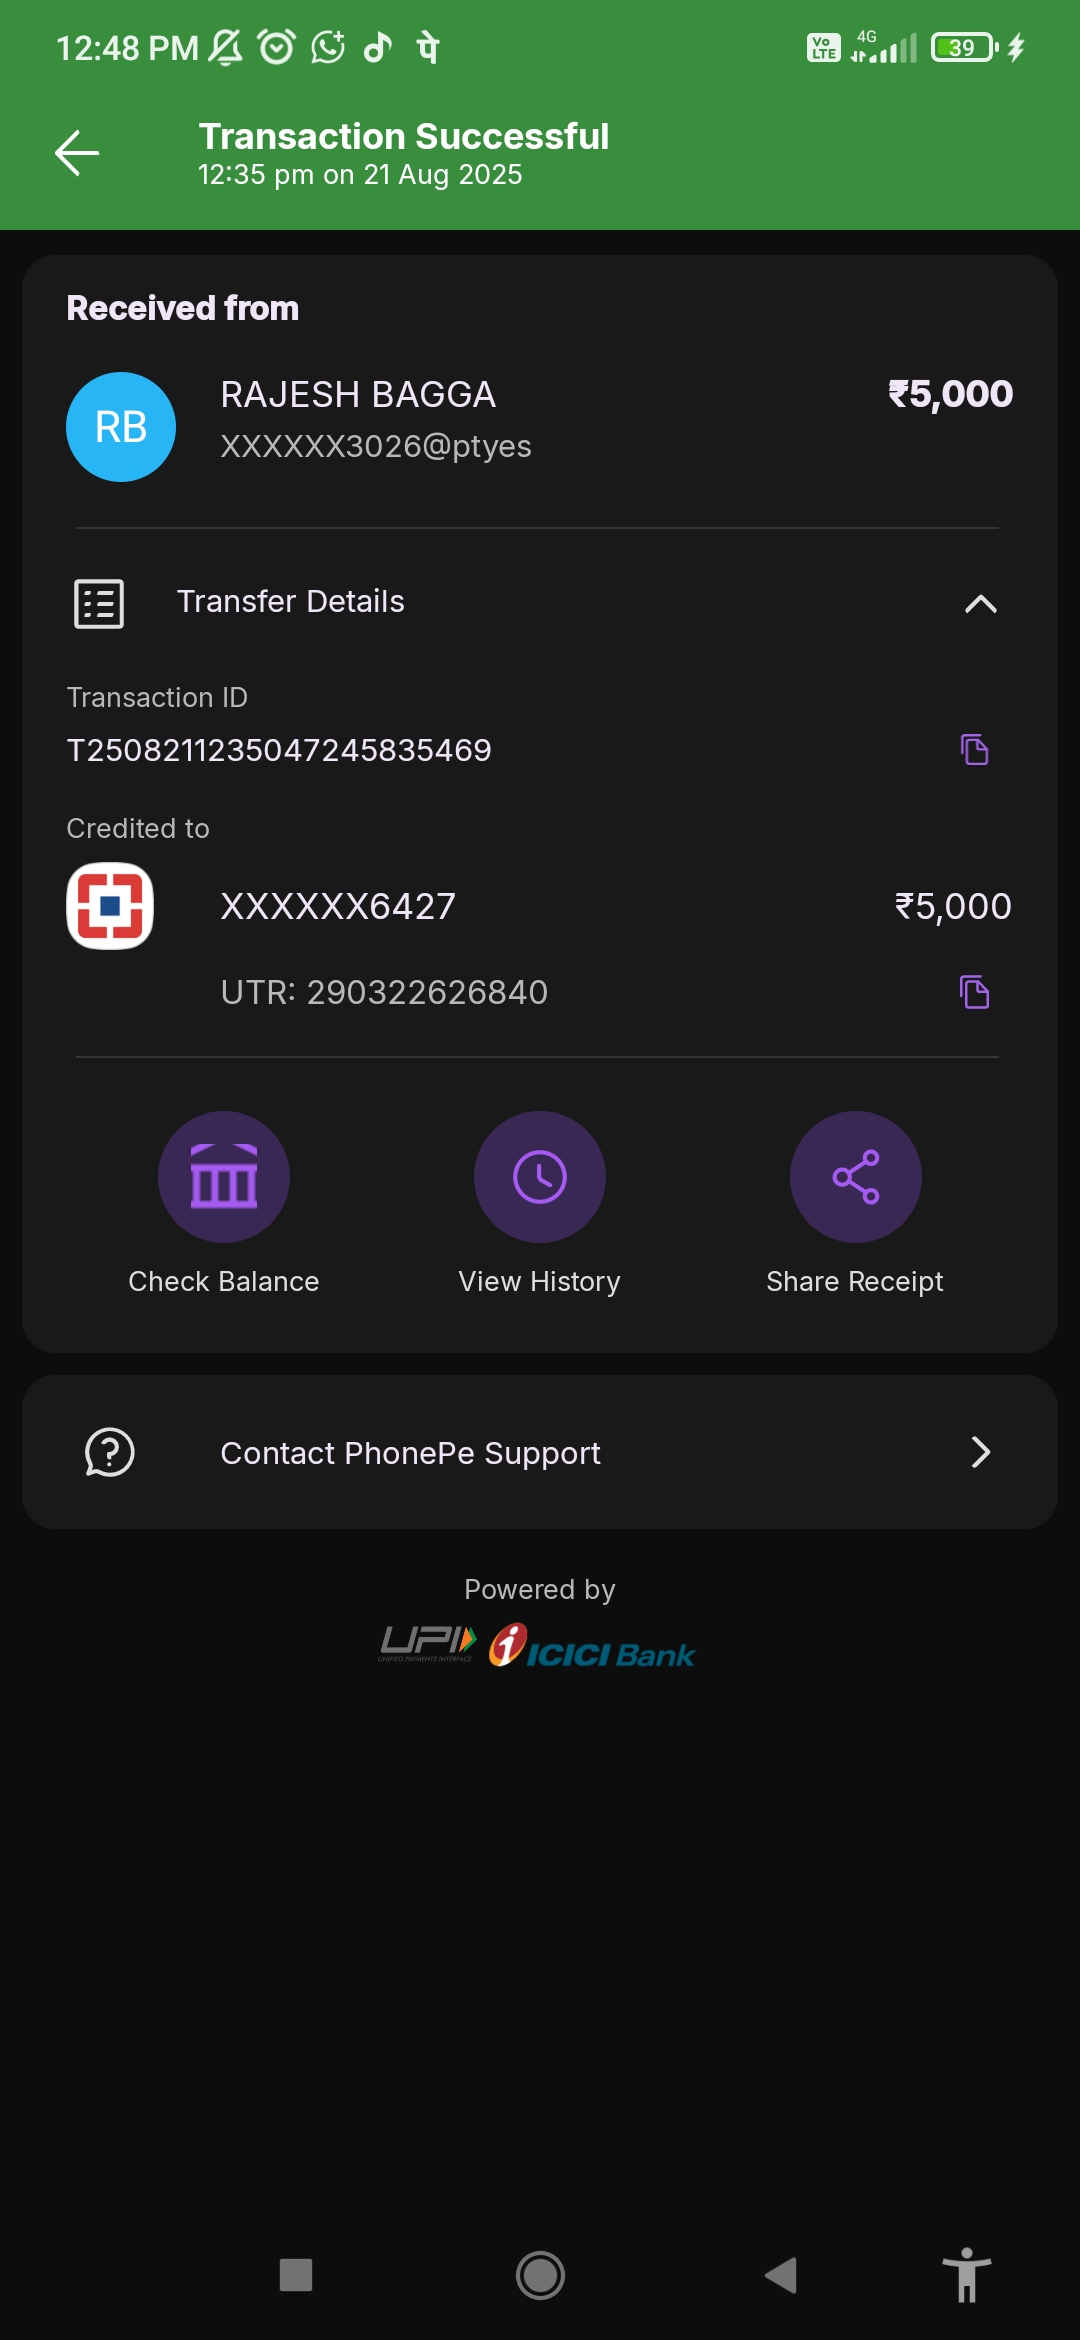 12:48 PM पे Vo LTE 4G 39
Transaction Successful
12:35 pm on 21 Aug 2025
Received from
RB RAJESH BAGGA ₹5,000
XXXXXX3026@ptyes
Transfer Details
Transaction ID
T2508211235047245835469
Credited to
XXXXXX6427 ₹5,000
UTR: 290322626840
Check Balance View History Share Receipt
Contact PhonePe Support
Powered by
UPI ICICI Bank
UNIFIED PAYMENTS INTERFACE